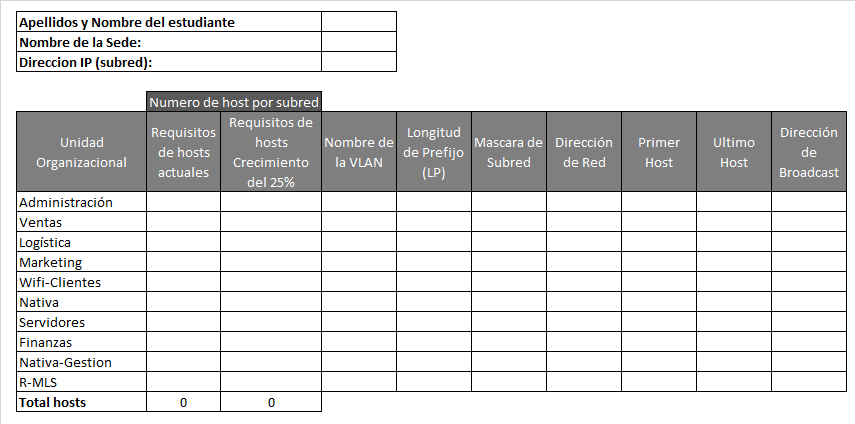 Apellidos y Nombre del estudiante
Nombre de la Sede:
Direccion IP (subred):
Numero de host por subred
Unidad
Organizacional
Requisitos
de hosts
actuales
Requisitos de
hosts
Crecimiento
del 25%
Nombre de
la VLAN
Longitud
de Prefijo
(LP)
Mascara de
Subred
Dirección
de Red
Primer
Host
Ultimo
Host
Dirección
de
Broadcast
Administración
Ventas
Logística
Marketing
Wifi-Clientes
Nativa
Servidores
Finanzas
Nativa-Gestion
R-MLS
Total hosts 0 0